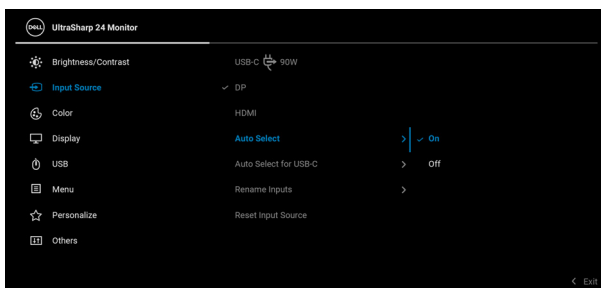 DELL UltraSharp 24 Monitor
Brightness/Contrast USB-C 90W
Input Source DP
Color HDMI
Display Auto Select On
USB Auto Select for USB-C Off
Menu Rename Inputs
Personalize Reset Input Source
Others
Exit